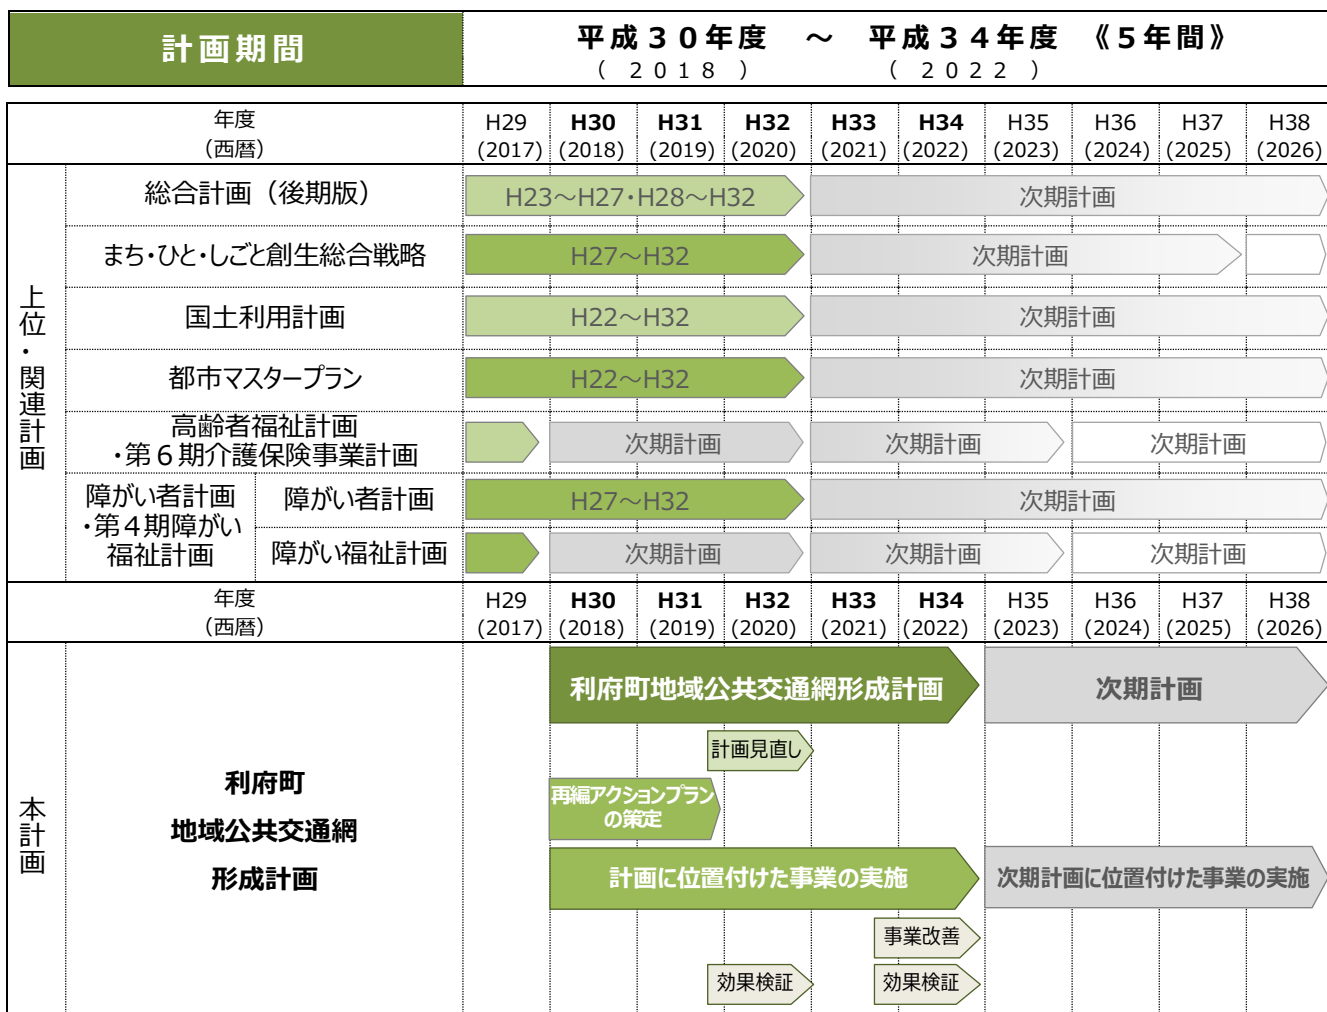 計画期間
平成３０年度　～　平成３４年度　《５年間》
（２０１８）　（２０２２）
年度 H29 H30 H31 H32 H33 H34 H35 H36 H37 H38
（西暦） (2017) (2018) (2019) (2020) (2021) (2022) (2023) (2024) (2025) (2026)
上位・関連計画
総合計画（後期版） H23～H27・H28～H32 次期計画
まち・ひと・しごと創生総合戦略 H27～H32 次期計画
国土利用計画 H22～H32 次期計画
都市マスタープラン H22～H32 次期計画
高齢者福祉計画
・第６期介護保険事業計画 次期計画 次期計画 次期計画
障がい者計画
・第４期障がい
福祉計画
障がい者計画 H27～H32 次期計画
障がい福祉計画 次期計画 次期計画 次期計画
年度 H29 H30 H31 H32 H33 H34 H35 H36 H37 H38
（西暦） (2017) (2018) (2019) (2020) (2021) (2022) (2023) (2024) (2025) (2026)
本計画
利府町
地域公共交通網
形成計画
利府町地域公共交通網形成計画 次期計画
計画見直し
再編アクションプラン
の策定
計画に位置付けた事業の実施 次期計画に位置付けた事業の実施
事業改善
効果検証 効果検証